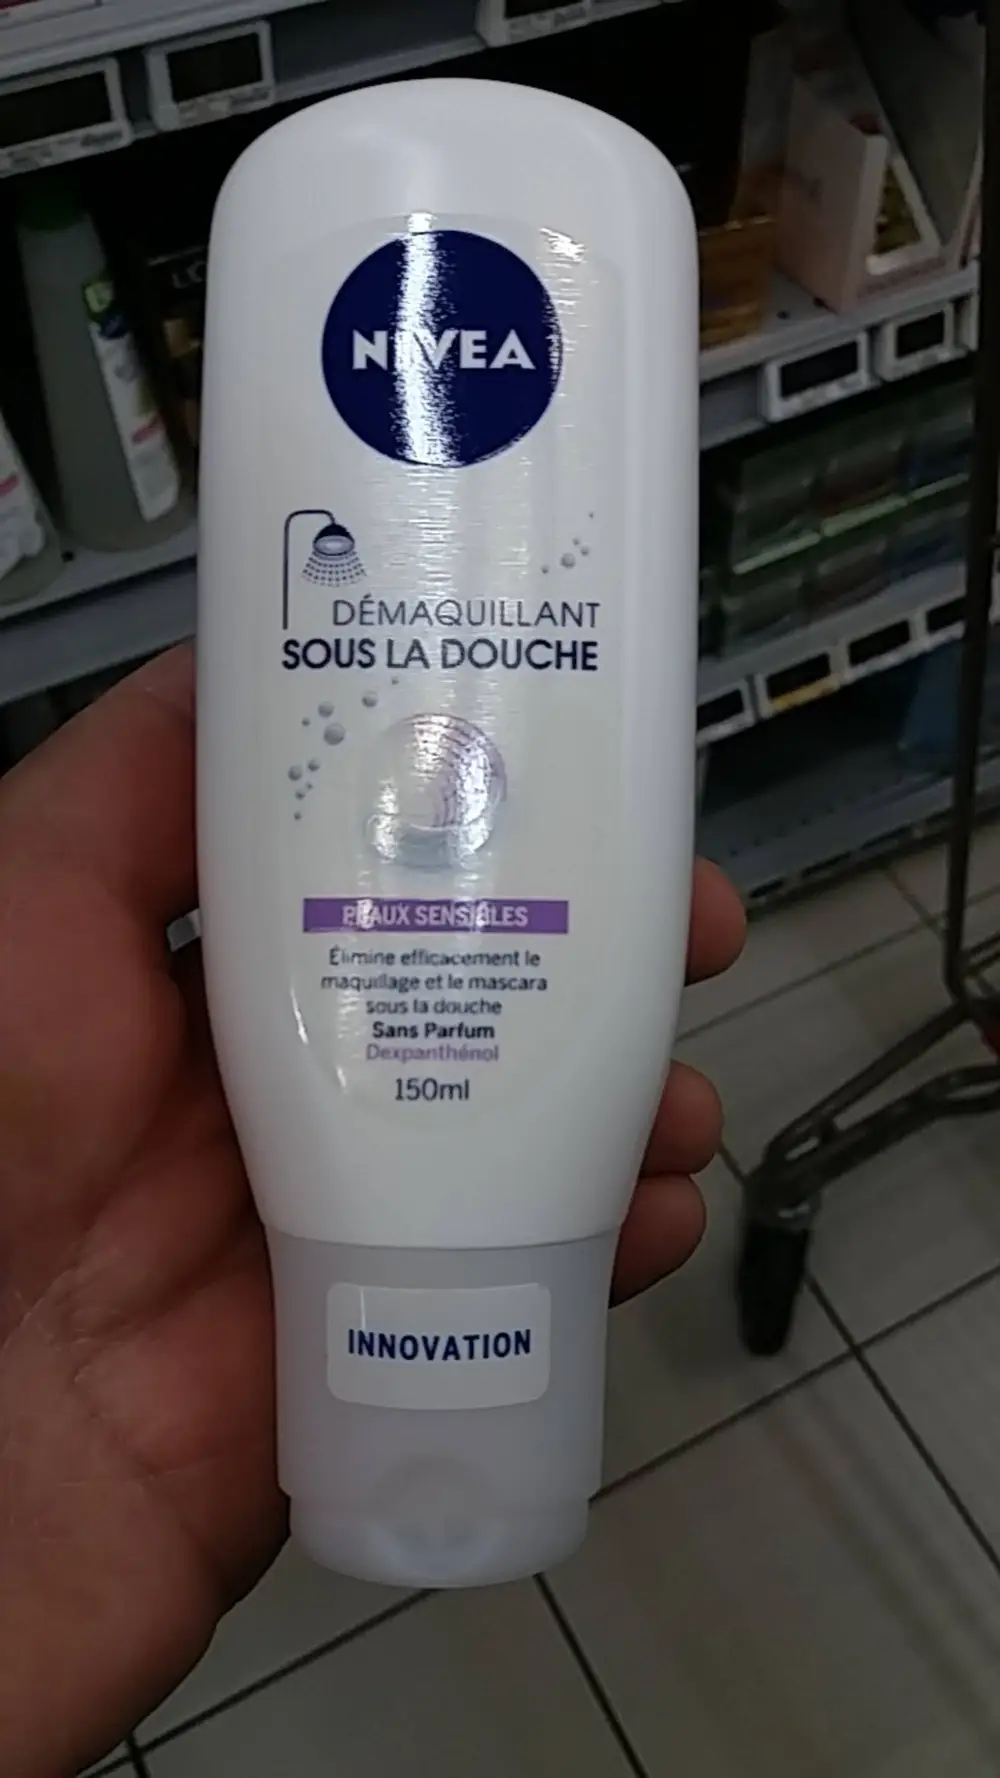 NIVEA
DÉMAQUILLANT
SOUS LA DOUCHE
PEAUX SENSIBLES
Élimine efficacement le
maquillage et le mascara
sous la douche
Sans Parfum
Dexpanthénol
150ml
INNOVATION